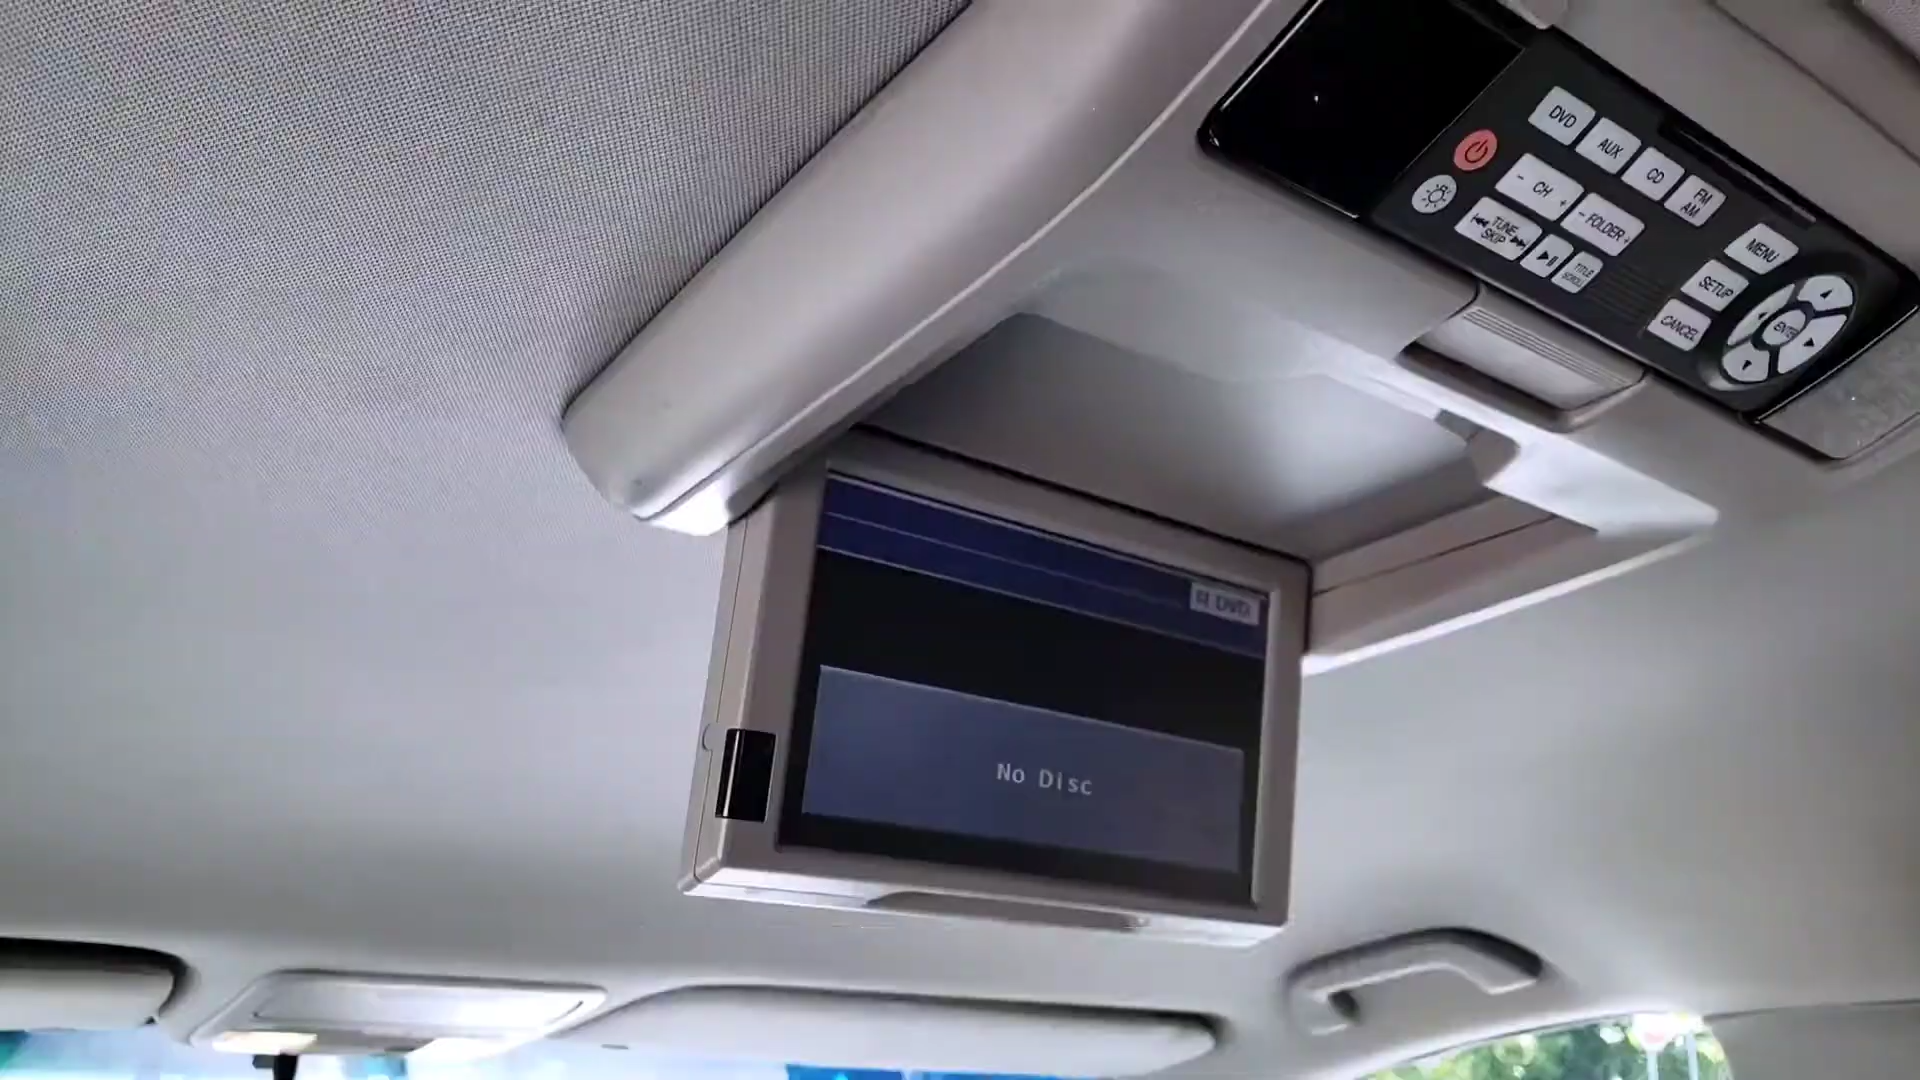 DVD
AUX
CD
FM
AM
- CH +
- FOLDER +
TUNE
SKIP
TITLE
SCROLL
MENU
SETUP
CANCEL
ENTER
DVD
No Disc